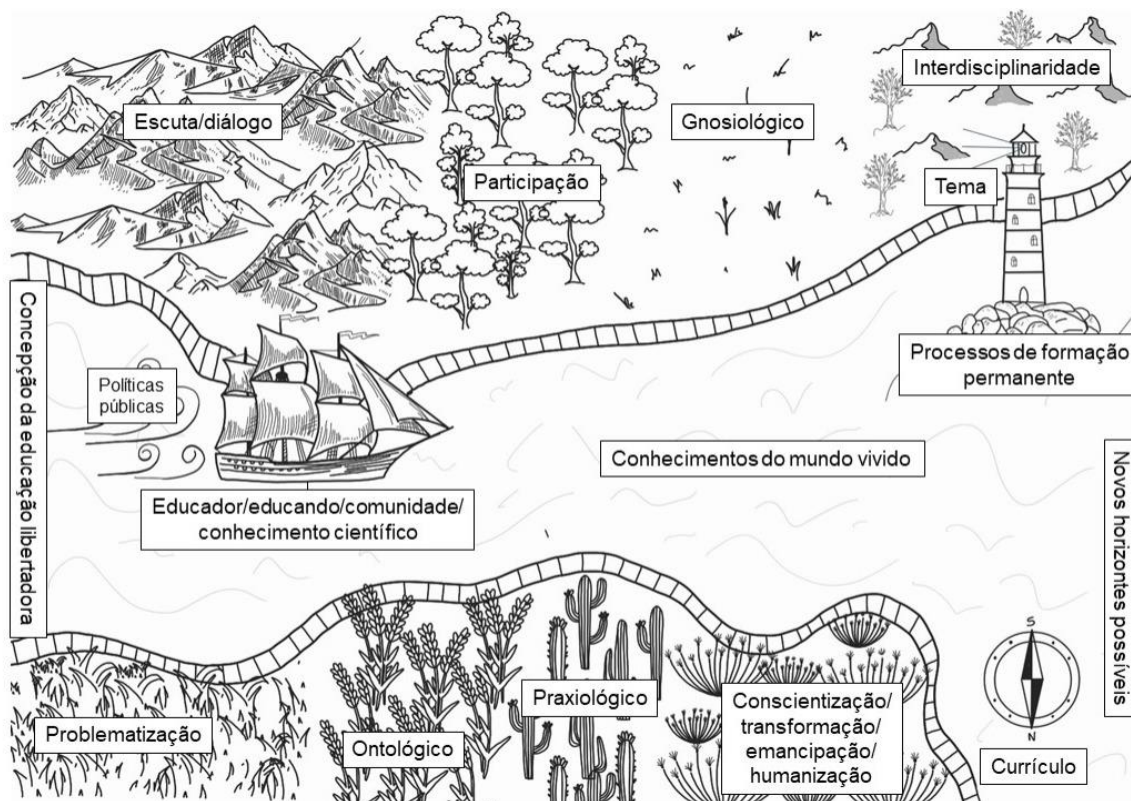 Interdisciplinaridade
Escuta/diálogo
Gnosiológico
Participação
Tema
Concepção da educação libertadora
Políticas
públicas
Processos de formação
permanente
Conhecimentos do mundo vivido
Educador/educando/comunidade/
conhecimento científico
Novos horizontes possíveis
S
N
Problematização
Ontológico
Praxiológico
Conscientização/
transformação/
emancipação/
humanização
Currículo